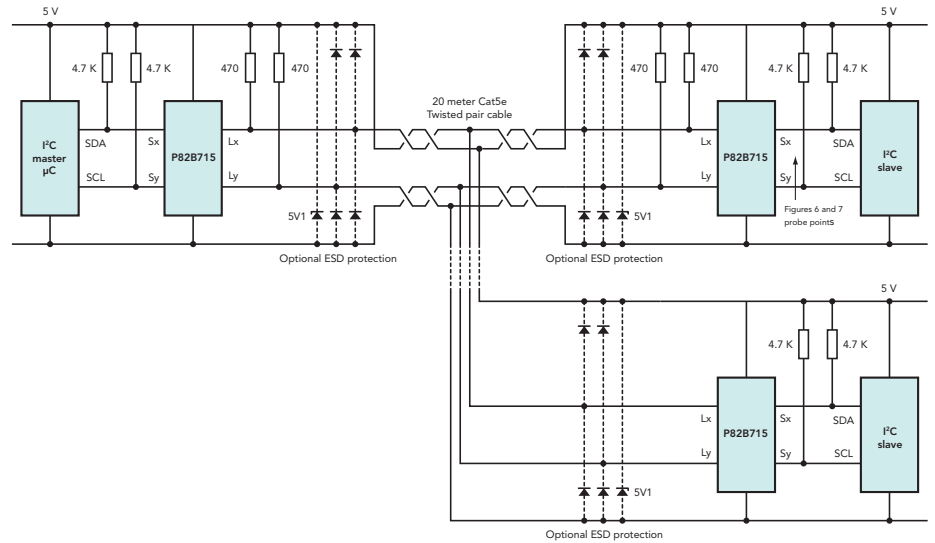 5 V
5 V
4.7 K
4.7 K
470
470
470
470
4.7 K
4.7 K
20 meter Cat5e
Twisted pair cable
I²C
master
µC
SDA
SCL
Sx
Sy
P82B715
Lx
Ly
5V1
Optional ESD protection
5V1
Optional ESD protection
Lx
Ly
P82B715
Sx
Sy
SDA
SCL
I²C
slave
Figures 6 and 7
probe points
5 V
4.7 K
4.7 K
Lx
Ly
P82B715
Sx
Sy
SDA
SCL
I²C
slave
5V1
Optional ESD protection